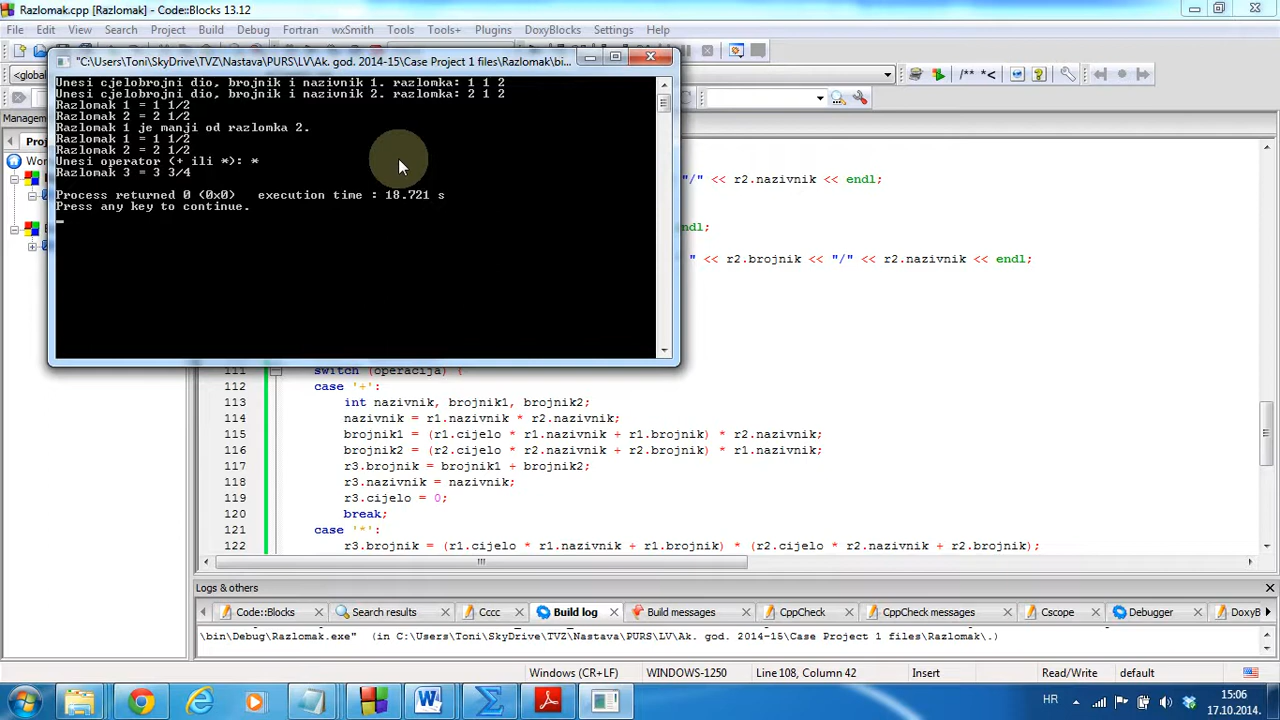 Razlomak.cpp [Razlomak] - Code::Blocks 13.12
File Edit View Search Project Build Debug Fortran wxSmith Tools Tools+ Plugins DoxyBlocks Settings Help
"C:\Users\Toni\SkyDrive\TVZ\Nastava\PURS\LV\Ak. god. 2014-15\Case Project 1 files\Razlomak\bi...
<global
/** *<
Unesi cjelobrojni dio, brojnik i nazivnik 1. razlomka: 1 1 2
Unesi cjelobrojni dio, brojnik i nazivnik 2. razlomka: 2 1 2
Razlomak 1 = 1 1/2
Razlomak 2 = 2 1/2
Razlomak 1 je manji od razlomka 2.
Razlomak 1 = 1 1/2
Razlomak 2 = 2 1/2
Unesi operator (+ ili *): *
Razlomak 3 = 3 3/4
Process returned 0 (0x0)   execution time : 18.721 s
Press any key to continue.
Managem
Proj
Wor
"/" << r2.nazivnik << endl;
endl;
" << r2.brojnik << "/" << r2.nazivnik << endl;
111 switch (operacija) {
112 case '+':
113 int nazivnik, brojnik1, brojnik2;
114 nazivnik = r1.nazivnik * r2.nazivnik;
115 brojnik1 = (r1.cijelo * r1.nazivnik + r1.brojnik) * r2.nazivnik;
116 brojnik2 = (r2.cijelo * r2.nazivnik + r2.brojnik) * r1.nazivnik;
117 r3.brojnik = brojnik1 + brojnik2;
118 r3.nazivnik = nazivnik;
119 r3.cijelo = 0;
120 break;
121 case '*':
122 r3.brojnik = (r1.cijelo * r1.nazivnik + r1.brojnik) * (r2.cijelo * r2.nazivnik + r2.brojnik);
Logs & others
Code::Blocks Search results Cccc Build log Build messages CppCheck CppCheck messages Cscope Debugger DoxyB
\bin\Debug\Razlomak.exe"  (in C:\Users\Toni\SkyDrive\TVZ\Nastava\PURS\LV\Ak. god. 2014-15\Case Project 1 files\Razlomak\.)
Windows (CR+LF) WINDOWS-1250 Line 108, Column 42 Insert Read/Write default
HR 15:06
17.10.2014.